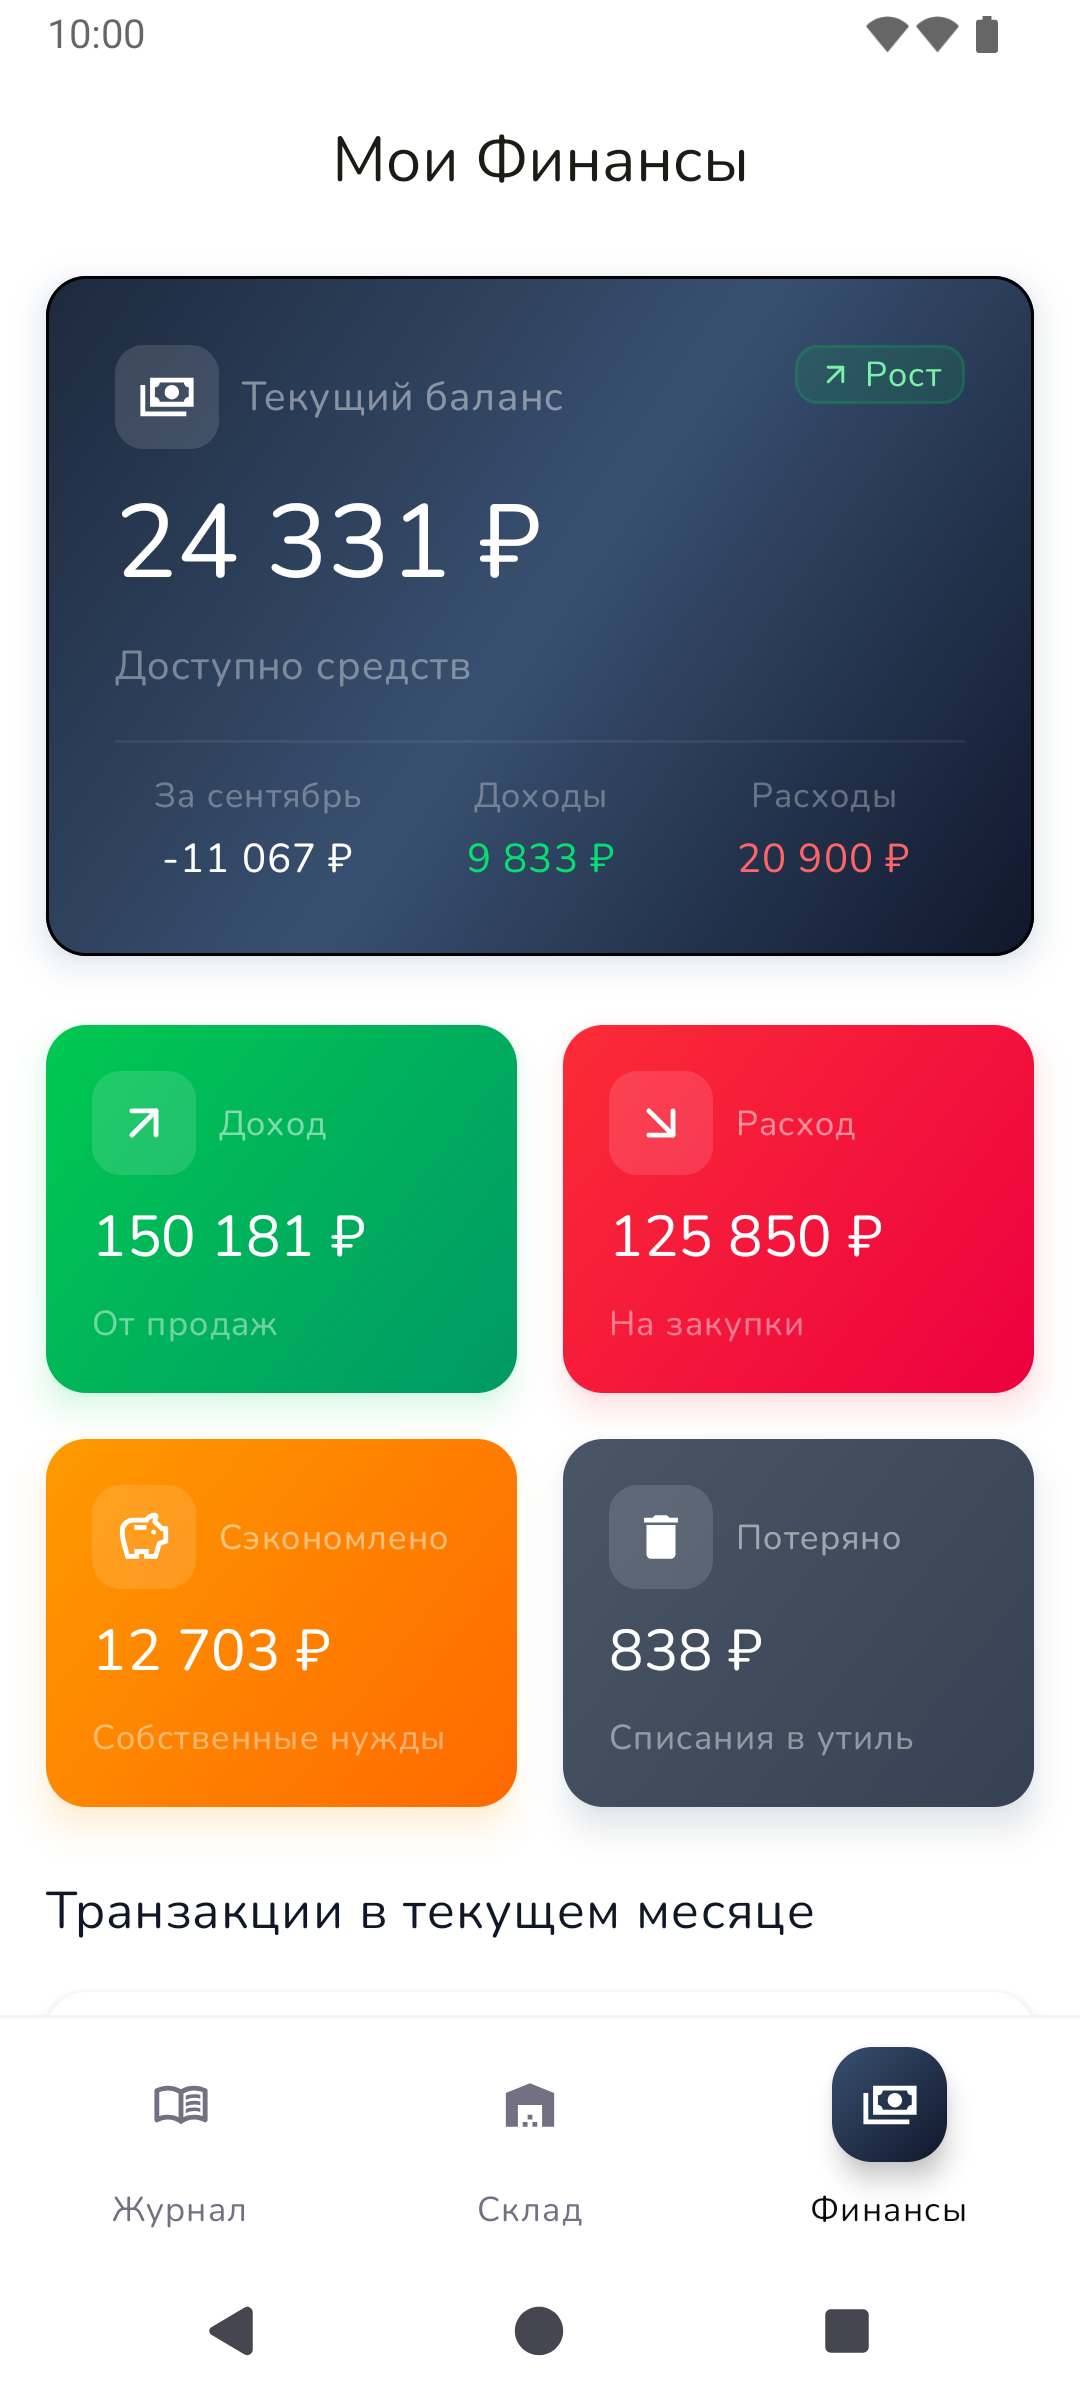 10:00
Мои Финансы
Текущий баланс
Рост
24 331 ₽
Доступно средств
За сентябрь
Доходы
Расходы
-11 067 ₽
9 833 ₽
20 900 ₽
Доход
150 181 ₽
От продаж
Расход
125 850 ₽
На закупки
Сэкономлено
12 703 ₽
Собственные нужды
Потеряно
838 ₽
Списания в утиль
Транзакции в текущем месяце
Журнал
Склад
Финансы